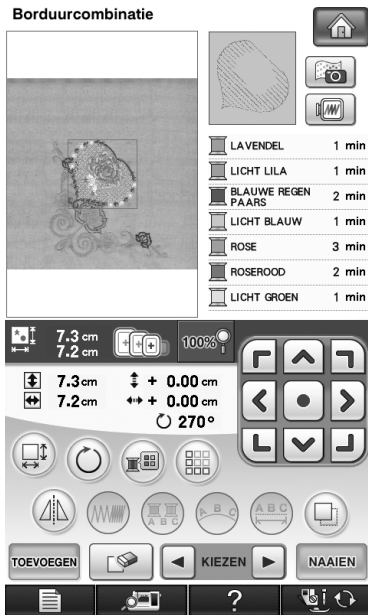 Borduurcombinatie
LAVENDEL 1 min
LICHT LILA 1 min
BLAUWE REGEN
PAARS 2 min
LICHT BLAUW 1 min
ROSE 3 min
ROSEROOD 2 min
LICHT GROEN 1 min
7.3 cm
7.2 cm
100%
7.3 cm + 0.00 cm
7.2 cm + 0.00 cm
270°
A B C
A B C
A B C
TOEVOEGEN KIEZEN NAAIEN
?